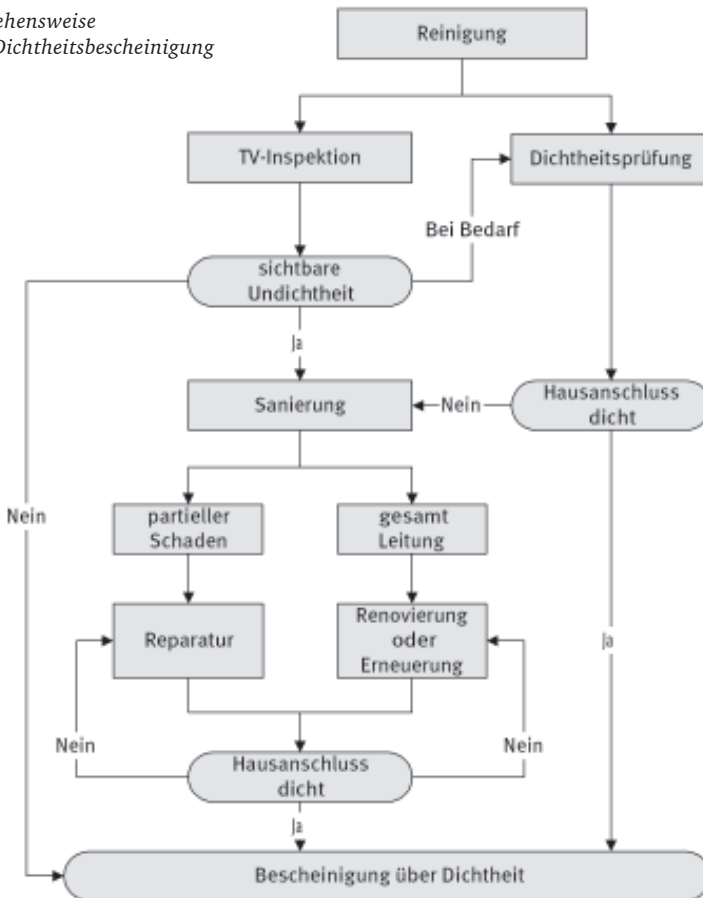 ehensweise
Dichtheitsbescheinigung
Reinigung
TV-Inspektion
Dichtheitsprüfung
Bei Bedarf
sichtbare
Undichtheit
Ja
Sanierung
Nein
Hausanschluss
dicht
Nein
partieller
Schaden
gesamt
Leitung
Reparatur
Renovierung
oder
Erneuerung
Ja
Nein
Nein
Hausanschluss
dicht
Ja
Bescheinigung über Dichtheit